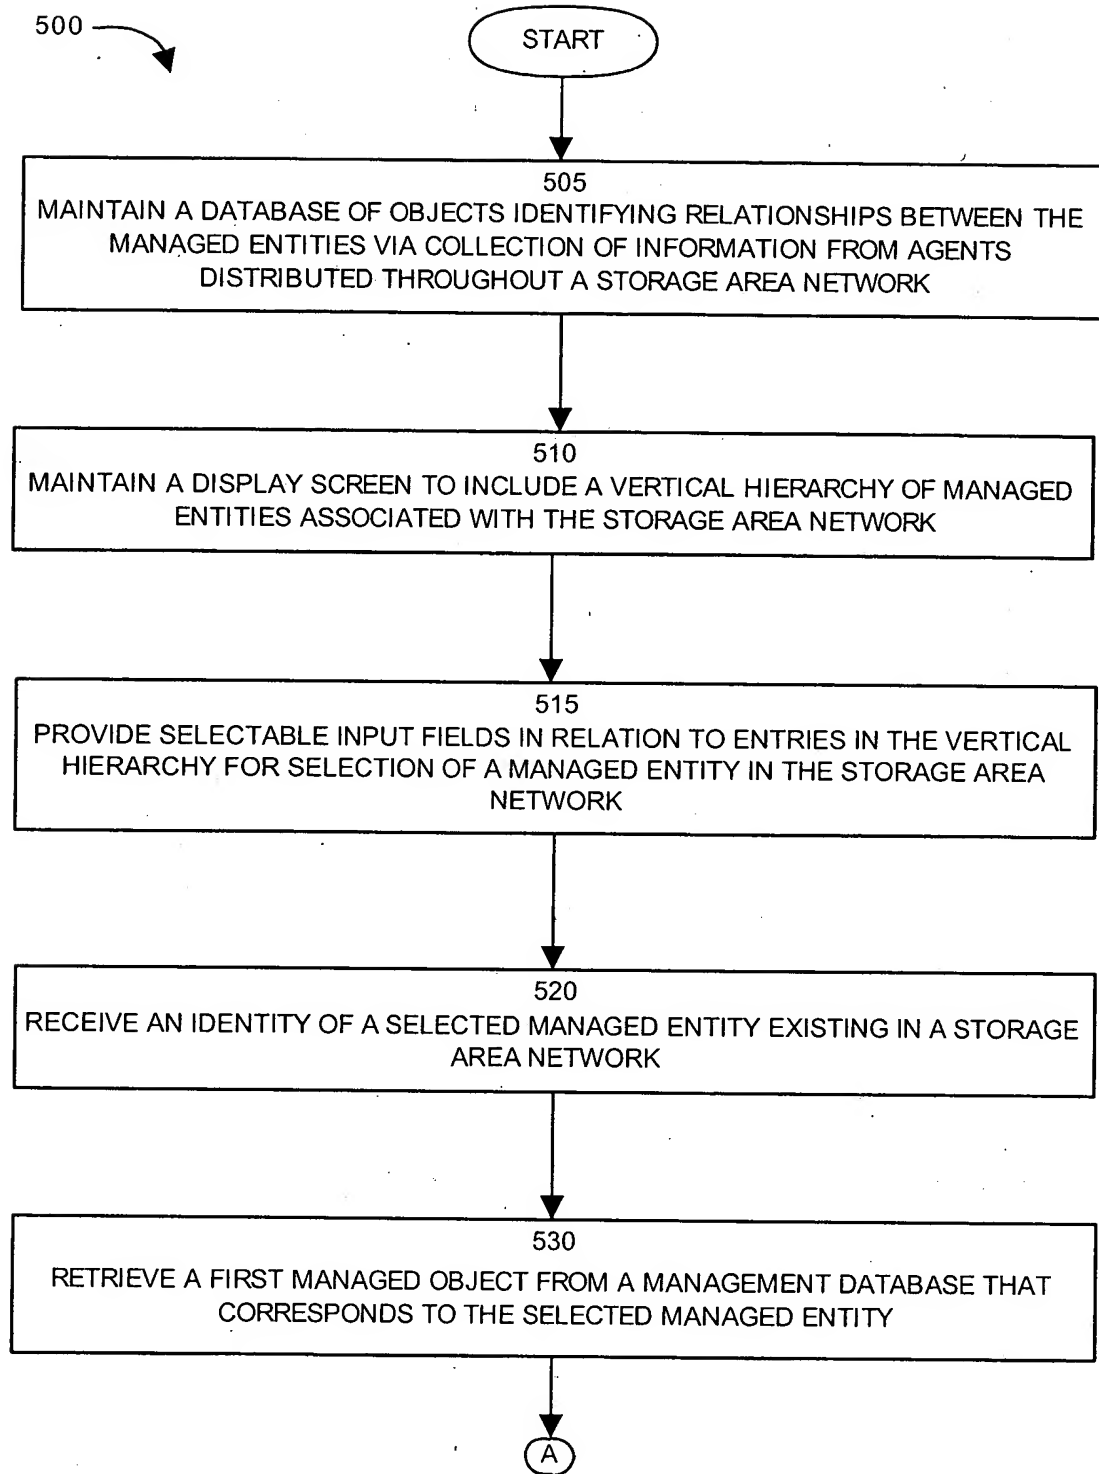 500
START
505
MAINTAIN A DATABASE OF OBJECTS IDENTIFYING RELATIONSHIPS BETWEEN THE
MANAGED ENTITIES VIA COLLECTION OF INFORMATION FROM AGENTS
DISTRIBUTED THROUGHOUT A STORAGE AREA NETWORK
510
MAINTAIN A DISPLAY SCREEN TO INCLUDE A VERTICAL HIERARCHY OF MANAGED
ENTITIES ASSOCIATED WITH THE STORAGE AREA NETWORK
515
PROVIDE SELECTABLE INPUT FIELDS IN RELATION TO ENTRIES IN THE VERTICAL
HIERARCHY FOR SELECTION OF A MANAGED ENTITY IN THE STORAGE AREA
NETWORK
520
RECEIVE AN IDENTITY OF A SELECTED MANAGED ENTITY EXISTING IN A STORAGE
AREA NETWORK
530
RETRIEVE A FIRST MANAGED OBJECT FROM A MANAGEMENT DATABASE THAT
CORRESPONDS TO THE SELECTED MANAGED ENTITY
A